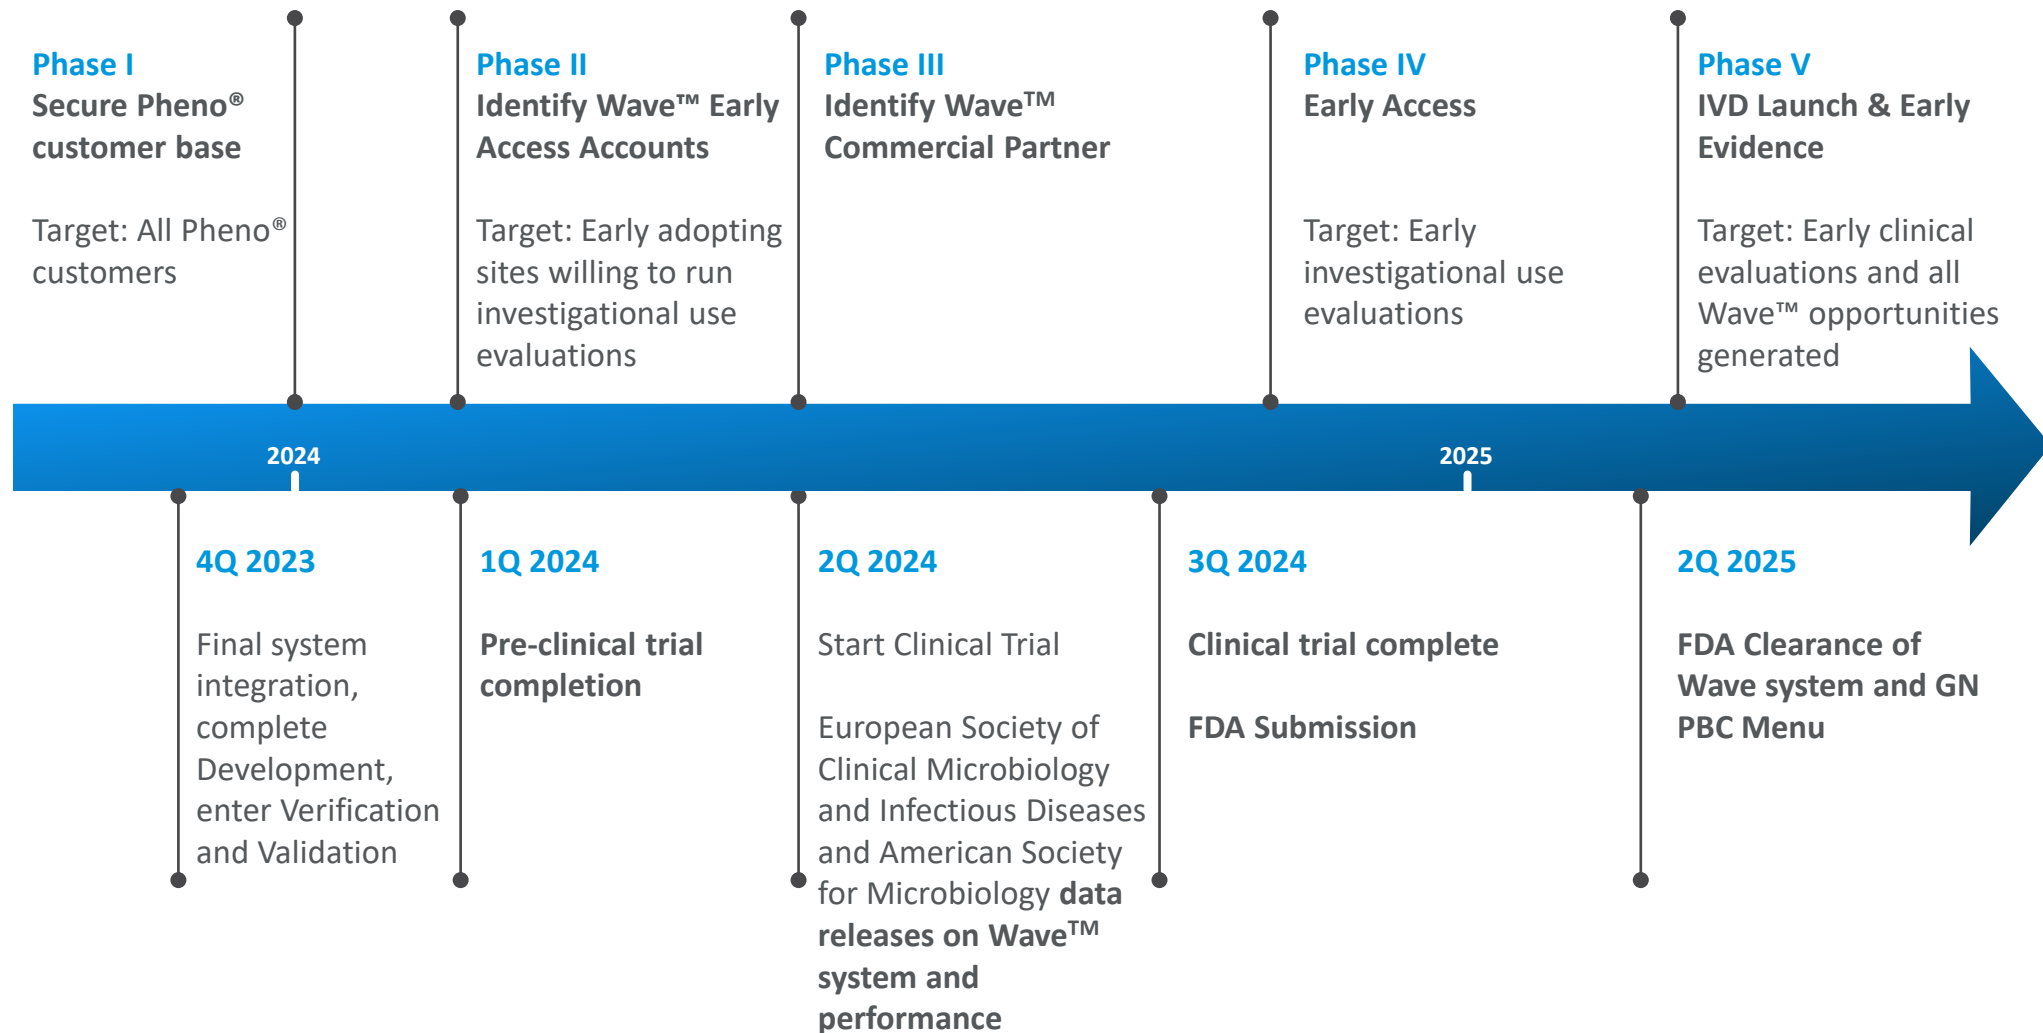 Phase I
Secure Pheno®
customer base
Target: All Pheno®
customers
Phase II
Identify Wave™ Early
Access Accounts
Target: Early adopting
sites willing to run
investigational use
evaluations
Phase III
Identify Wave™
Commercial Partner
Phase IV
Early Access
Target: Early
investigational use
evaluations
Phase V
IVD Launch & Early
Evidence
Target: Early clinical
evaluations and all
Wave™ opportunities
generated
2024
2025
4Q 2023
Final system
integration,
complete
Development,
enter Verification
and Validation
1Q 2024
Pre-clinical trial
completion
2Q 2024
Start Clinical Trial
European Society of
Clinical Microbiology
and Infectious Diseases
and American Society
for Microbiology data
releases on Wave™
system and
performance
3Q 2024
Clinical trial complete
FDA Submission
2Q 2025
FDA Clearance of
Wave system and GN
PBC Menu